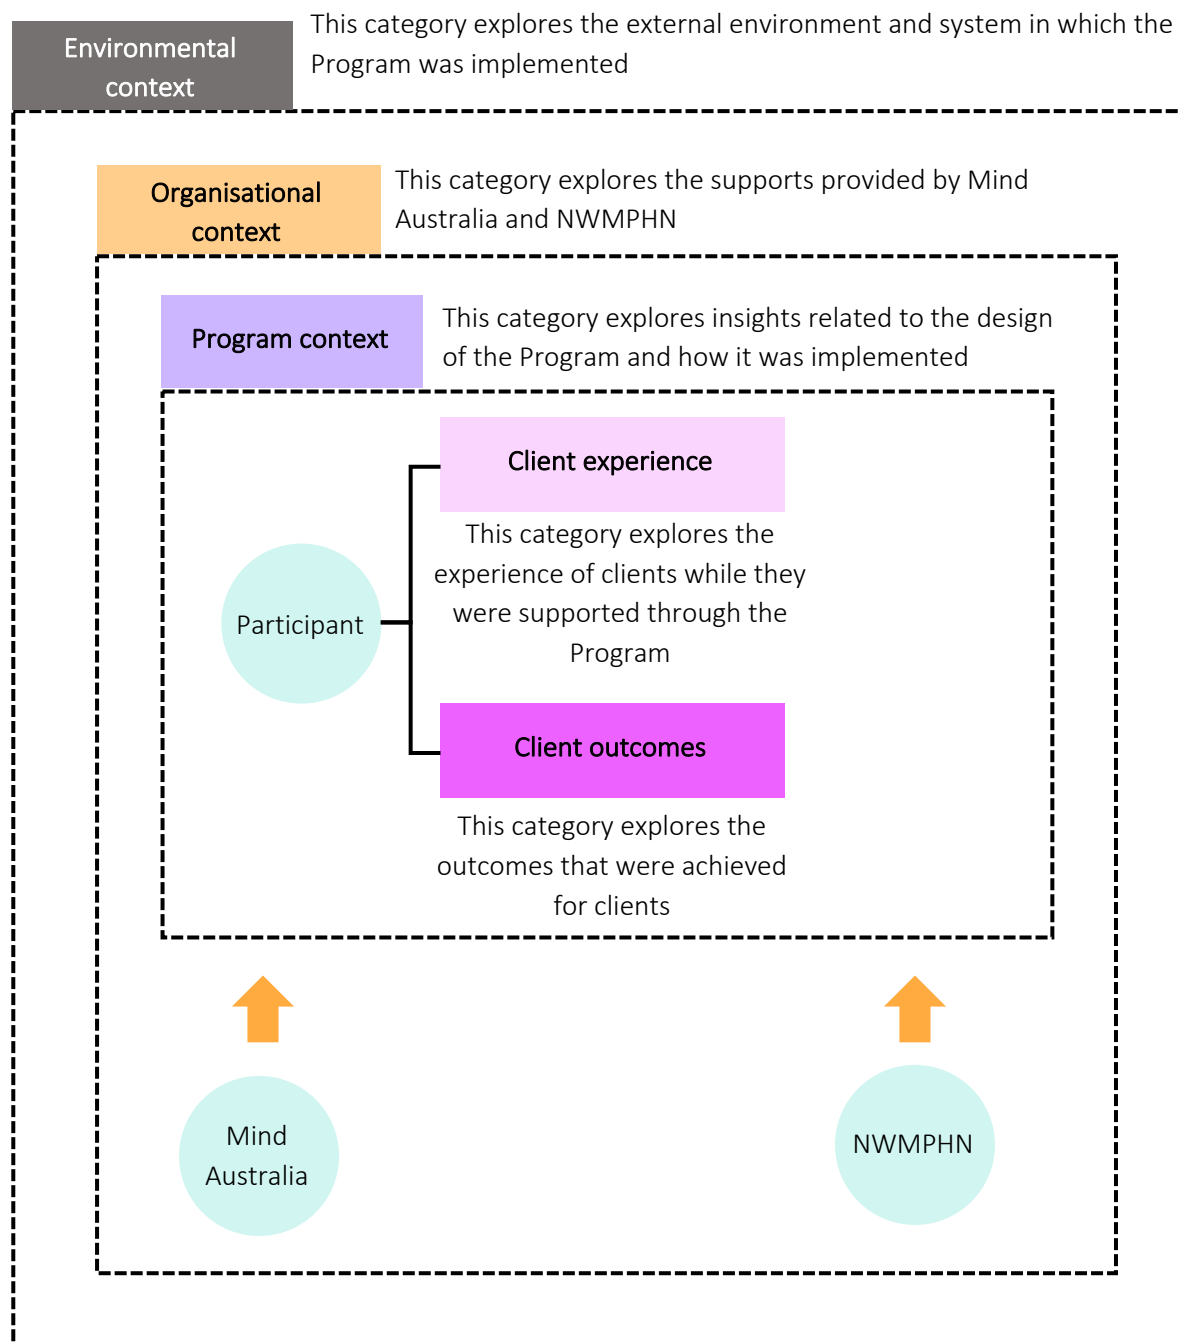 Environmental
context
This category explores the external environment and system in which the
Program was implemented
Organisational
context
This category explores the supports provided by Mind
Australia and NWMPHN
Program context
This category explores insights related to the design
of the Program and how it was implemented
Client experience
This category explores the
experience of clients while they
were supported through the
Program
Participant
Client outcomes
This category explores the
outcomes that were achieved
for clients
Mind
Australia
NWMPHN